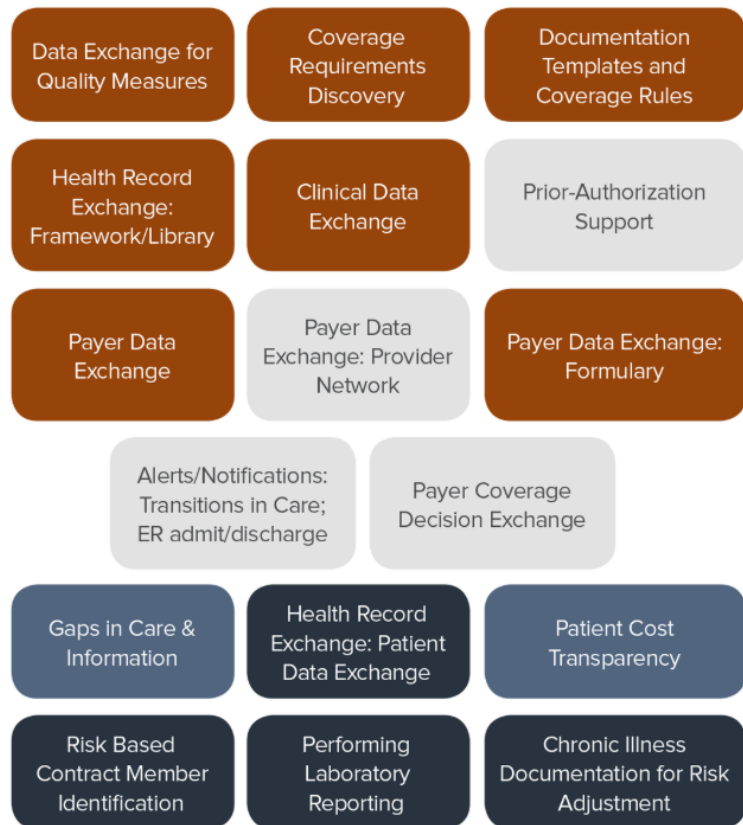 Data Exchange for
Quality Measures
Coverage
Requirements
Discovery
Documentation
Templates and
Coverage Rules
Health Record
Exchange:
Framework/Library
Clinical Data
Exchange
Prior-Authorization
Support
Payer Data
Exchange
Payer Data
Exchange: Provider
Network
Payer Data Exchange:
Formulary
Alerts/Notifications:
Transitions in Care;
ER admit/discharge
Payer Coverage
Decision Exchange
Gaps in Care &
Information
Health Record
Exchange: Patient
Data Exchange
Patient Cost
Transparency
Risk Based
Contract Member
Identification
Performing
Laboratory
Reporting
Chronic Illness
Documentation for Risk
Adjustment